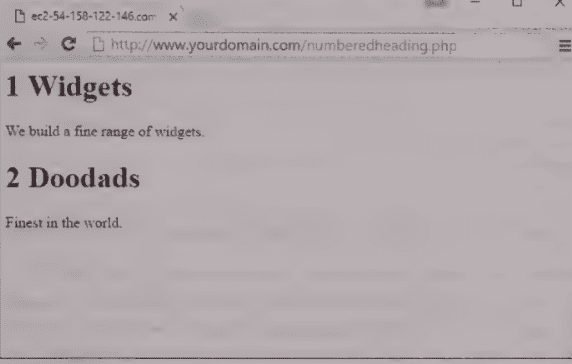 ec2-54-158-122-146.com
http://www.yourdomain.com/numberedheading.php
1 Widgets
We build a fine range of widgets.
2 Doodads
Finest in the world.